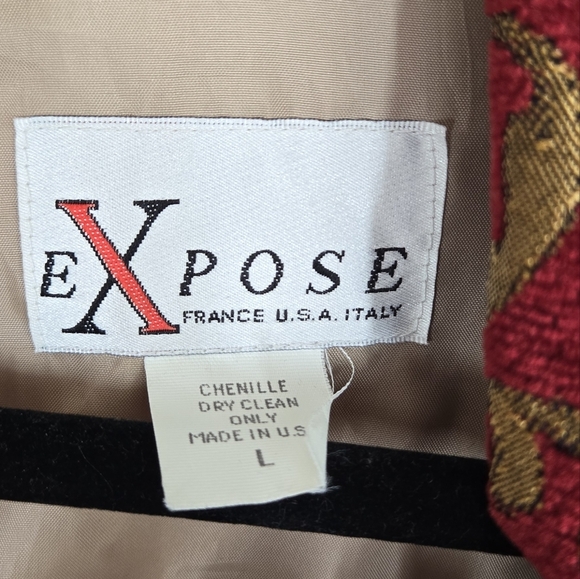 EXPOSE
FRANCE U.S.A. ITALY
CHENILLE
DRY CLEAN
ONLY
MADE IN U.S
L